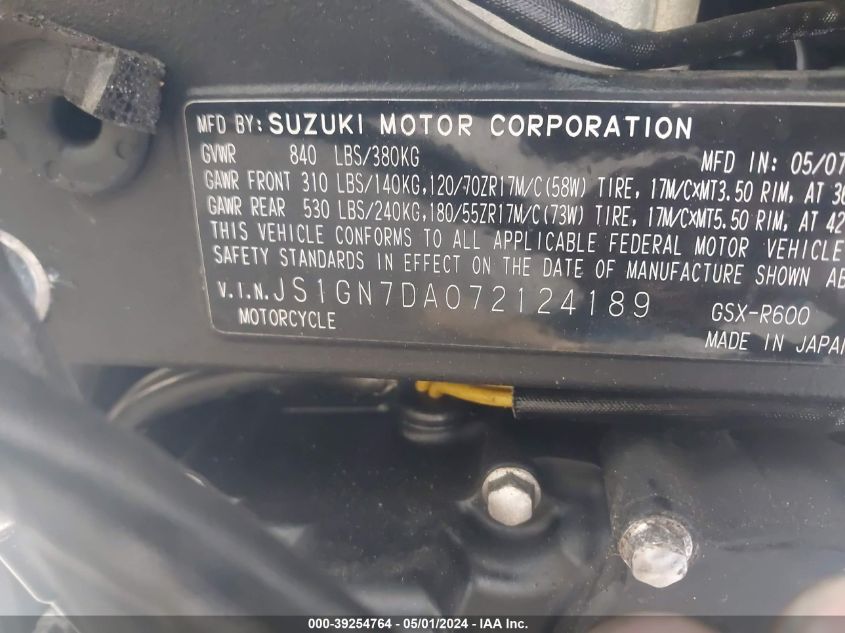 MFD BY: SUZUKI MOTOR CORPORATION
GVWR 840 LBS/380KG MFD IN: 05/07
GAWR FRONT 310 LBS/140KG,120/70ZR17M/C(58W) TIRE, 17M/CXMT3.50 RIM, AT 36
GAWR REAR 530 LBS/240KG,180/55ZR17M/C(73W) TIRE, 17M/CXMT5.50 RIM, AT 42
THIS VEHICLE CONFORMS TO ALL APPLICABLE FEDERAL MOTOR VEHICLE
SAFETY STANDARDS IN EFFECT ON THE DATE OF MANUFACTURE SHOWN AB
V.I.N. JS1GN7DA072124189 GSX-R600
MOTORCYCLE MADE IN JAPAN
000-39254764 - 05/01/2024 - IAA Inc.